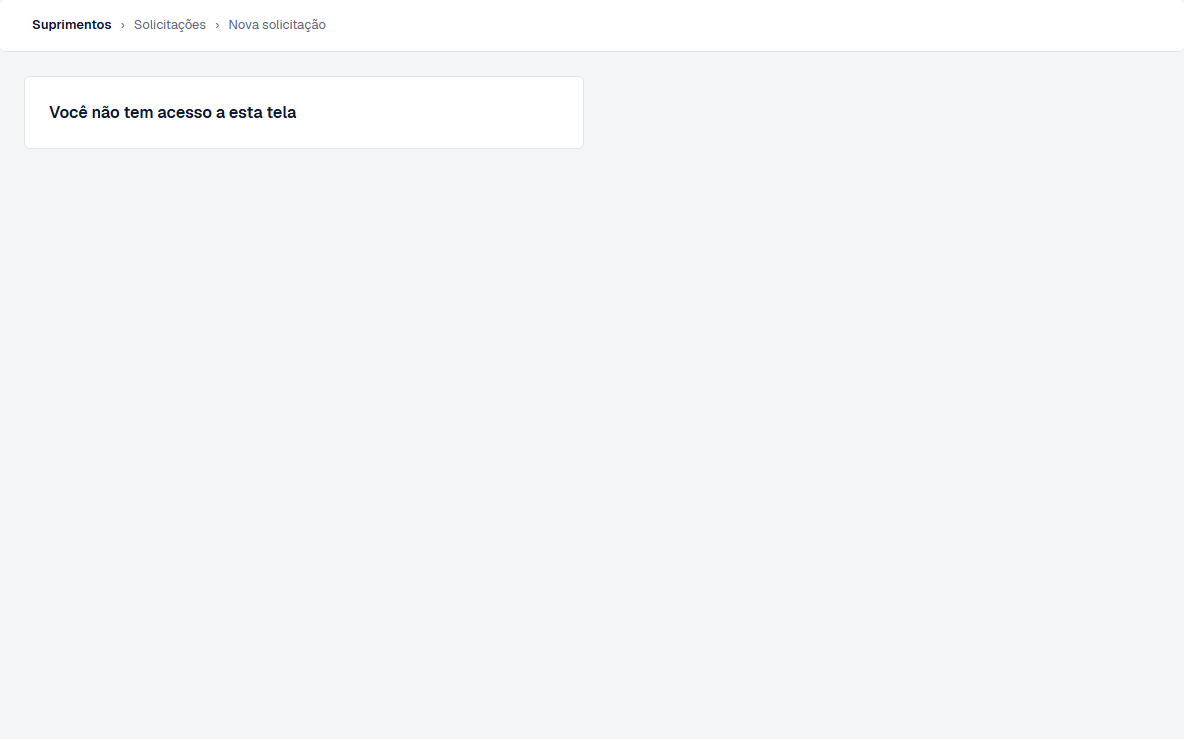 Suprimentos › Solicitações › Nova solicitação
Você não tem acesso a esta tela